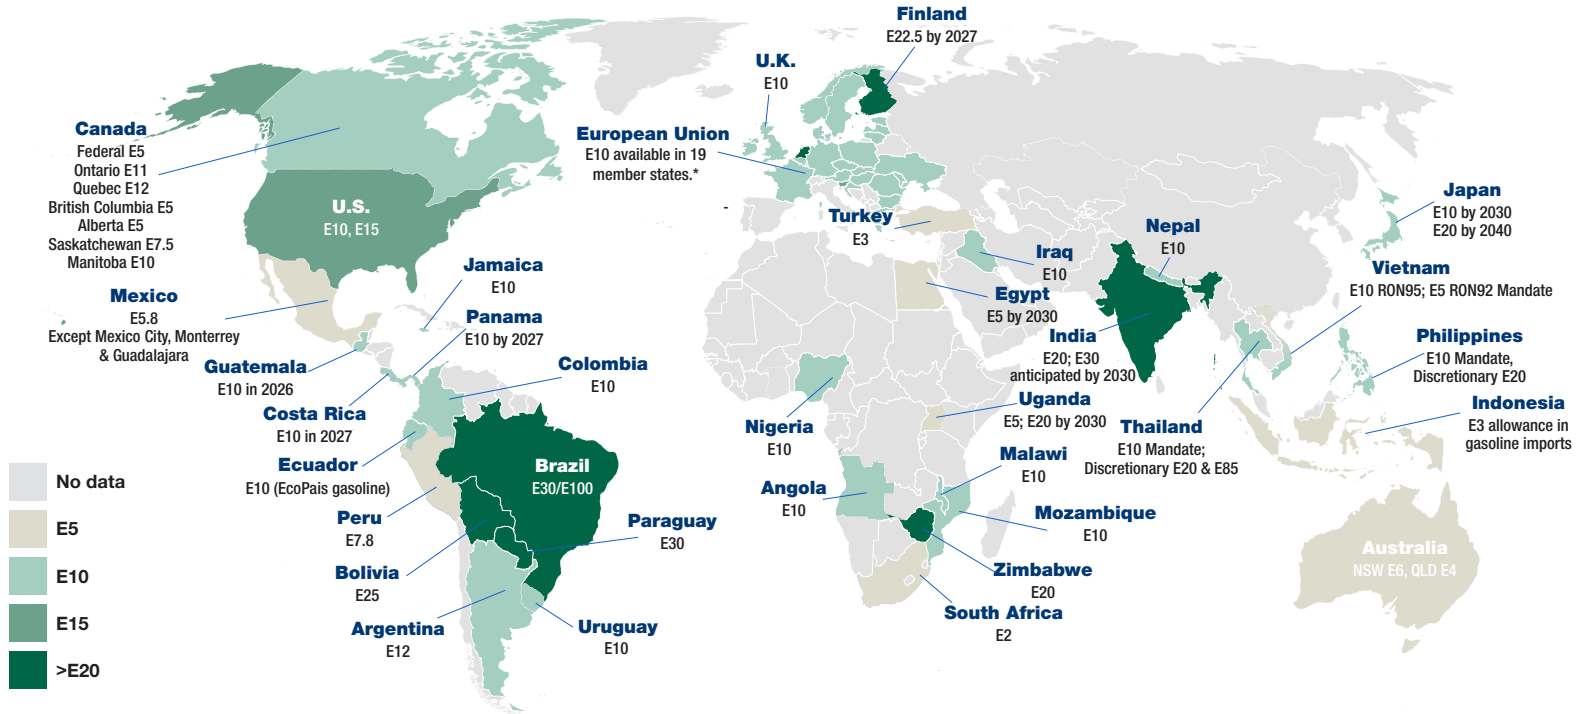 Finland
E22.5 by 2027
U.K.
E10
European Union
E10 available in 19
member states.*
Canada
Federal E5
Ontario E11
Quebec E12
British Columbia E5
Alberta E5
Saskatchewan E7.5
Manitoba E10
U.S.
E10, E15
Mexico
E5.8
Except Mexico City, Monterrey
& Guadalajara
Jamaica
E10
Panama
E10 by 2027
Guatemala
E10 in 2026
Costa Rica
E10 in 2027
Colombia
E10
Ecuador
E10 (EcoPais gasoline)
Brazil
E30/E100
Peru
E7.8
Paraguay
E30
Bolivia
E25
Argentina
E12
Uruguay
E10
Turkey
E3
Iraq
E10
Egypt
E5 by 2030
Nepal
E10
India
E20; E30
anticipated by 2030
Japan
E10 by 2030
E20 by 2040
Vietnam
E10 RON95; E5 RON92 Mandate
Philippines
E10 Mandate,
Discretionary E20
Indonesia
E3 allowance in
gasoline imports
Thailand
E10 Mandate;
Discretionary E20 & E85
Uganda
E5; E20 by 2030
Nigeria
E10
Malawi
E10
Angola
E10
Mozambique
E10
Zimbabwe
E20
South Africa
E2
Australia
NSW E6, QLD E4
No data
E5
E10
E15
>E20